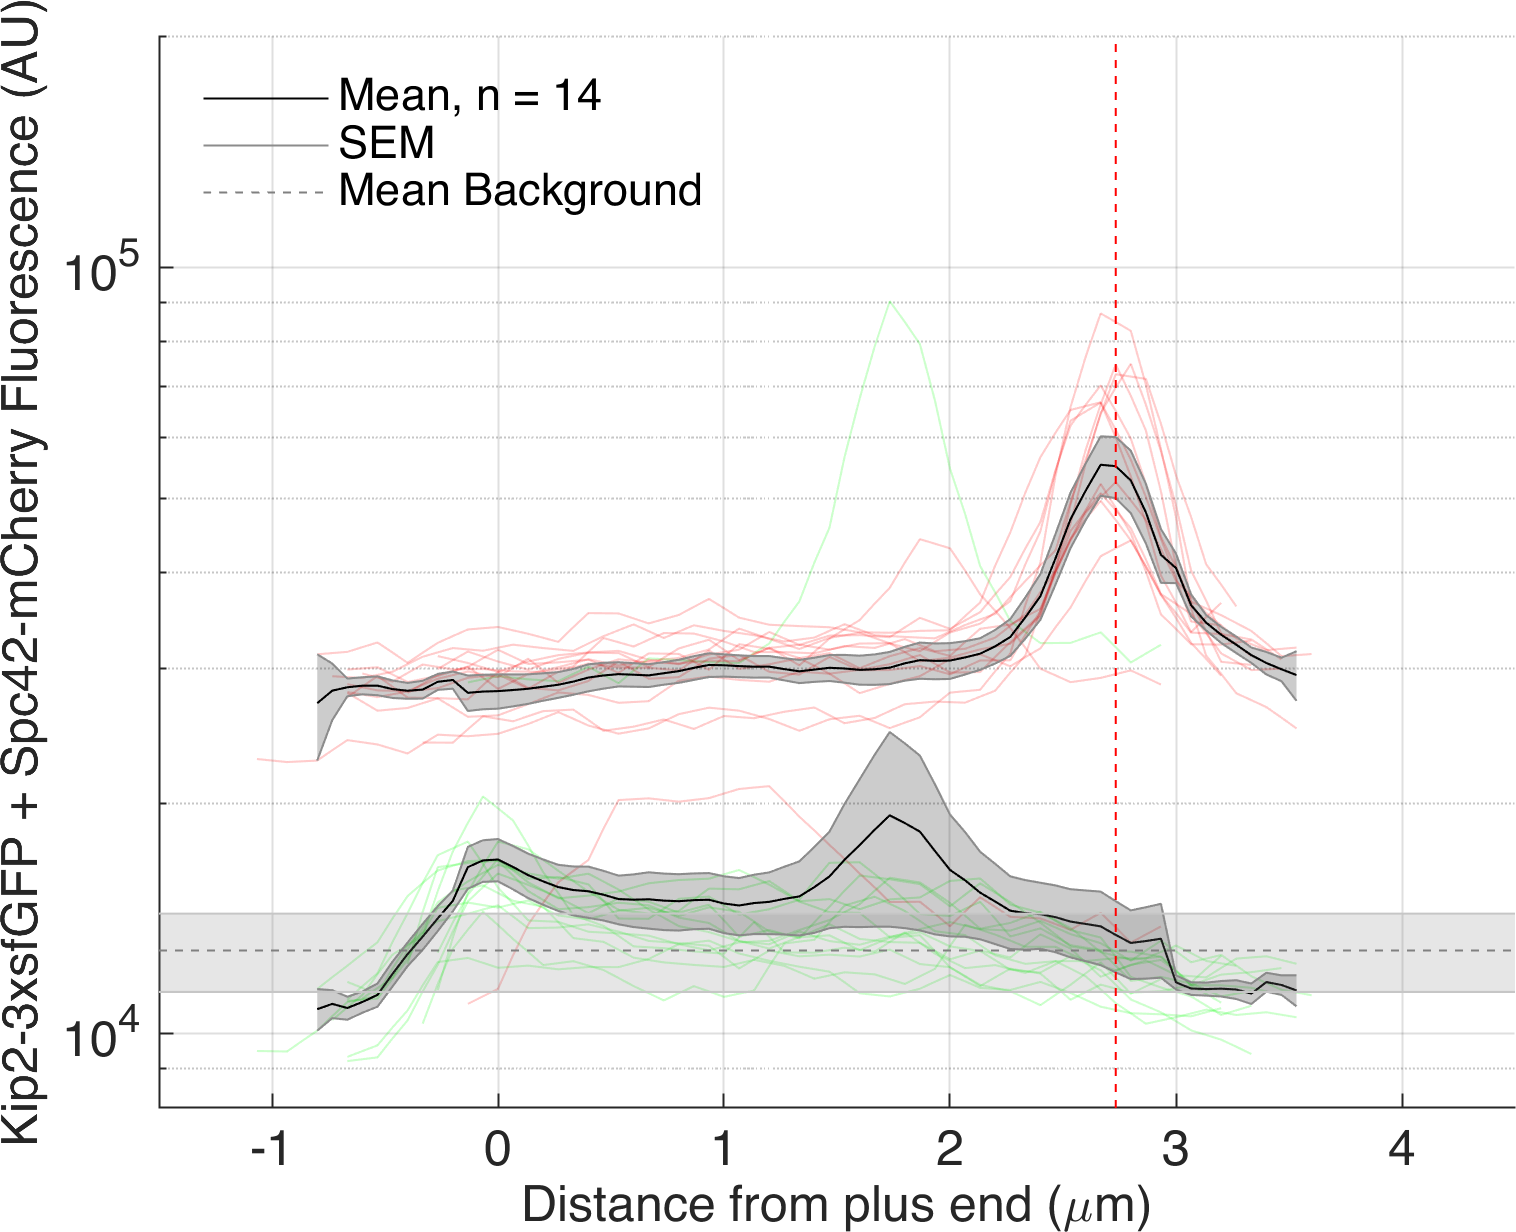 Kip2-3xsfGFP + Spc42-mCherry Fluorescence (AU)
Mean, n = 14
SEM
Mean Background
10^5
10^4
-1 0 1 2 3 4
Distance from plus end (μm)